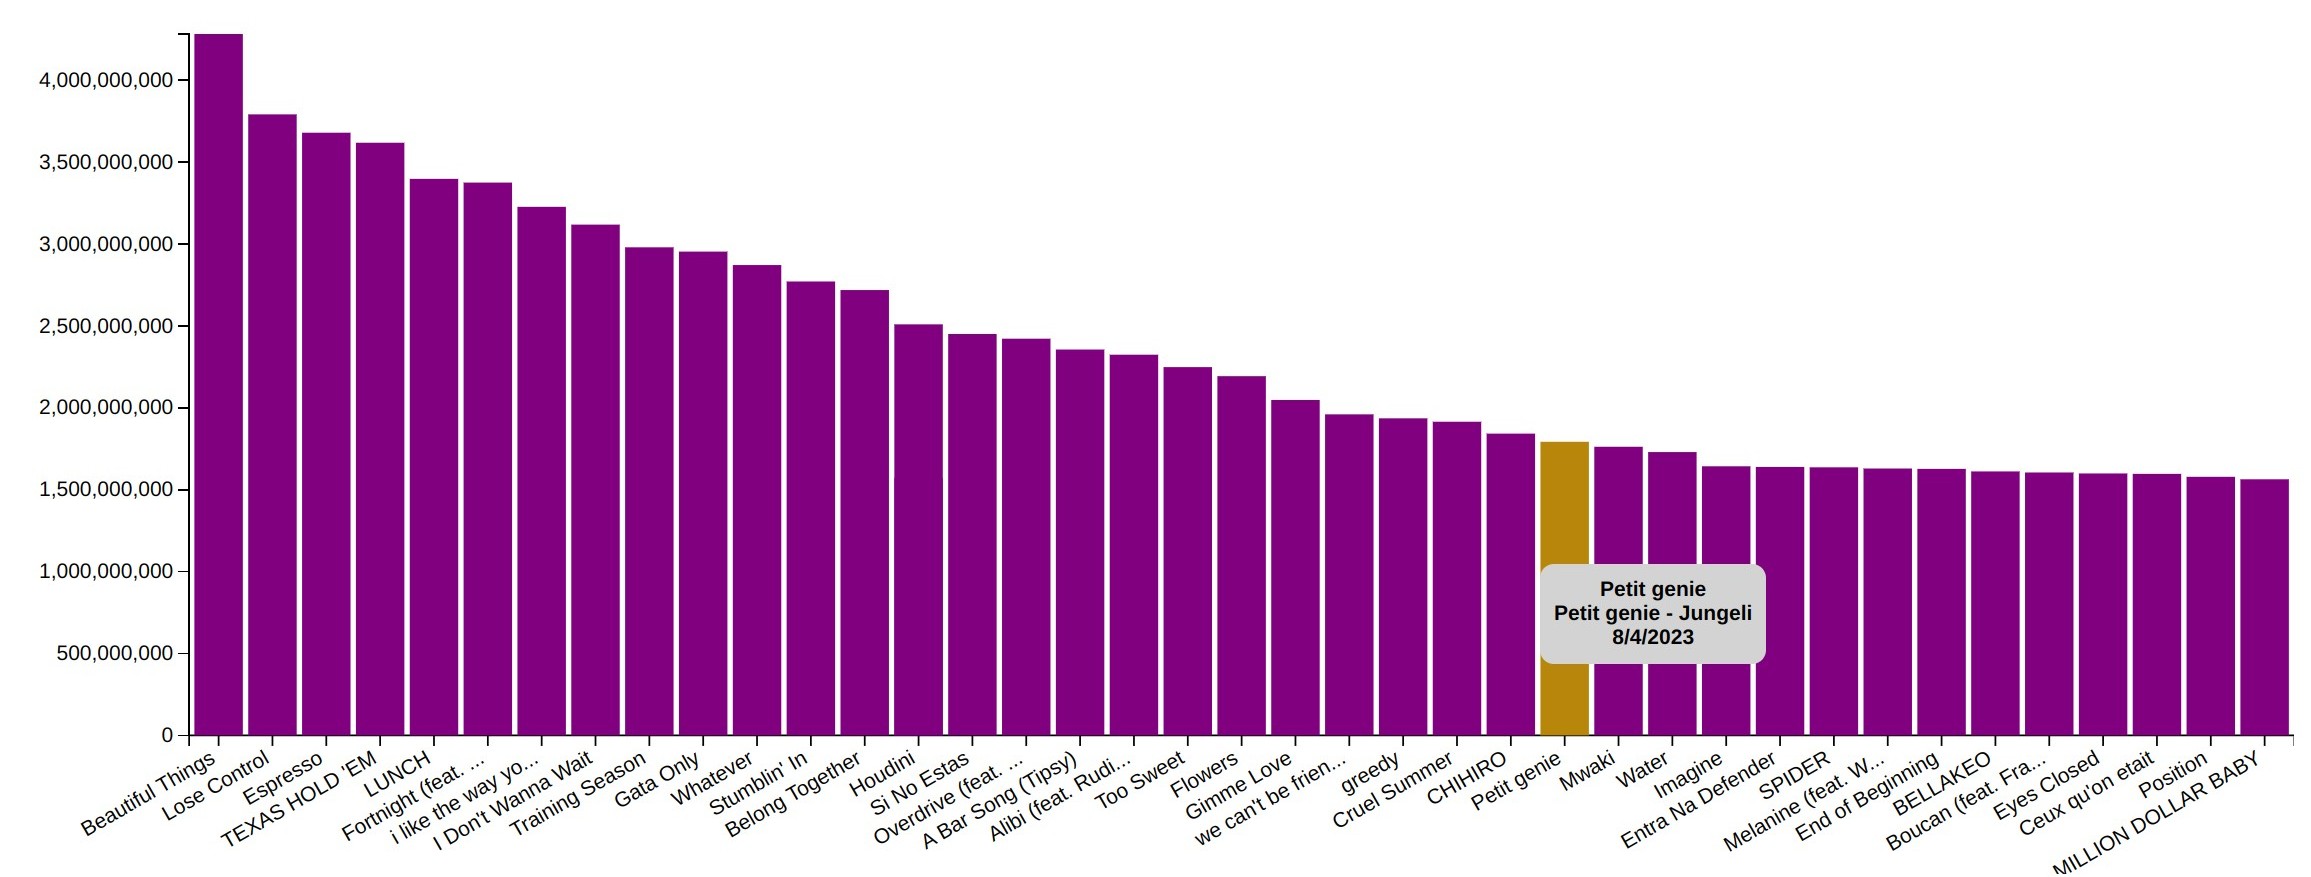 4,000,000,000
3,500,000,000
3,000,000,000
2,500,000,000
2,000,000,000
1,500,000,000
1,000,000,000
500,000,000
0
Petit genie
Petit genie - Jungeli
8/4/2023
Beautiful Things
Lose Control
Espresso
TEXAS HOLD 'EM
LUNCH
Fortnight (feat. ...
i like the way yo...
I Don't Wanna Wait
Training Season
Gata Only
Whatever
Stumblin' In
Belong Together
Houdini
Si No Estas
Overdrive (feat. ...
A Bar Song (Tipsy)
Alibi (feat. Rudi...
Too Sweet
Flowers
Gimme Love
we can't be frien...
greedy
Cruel Summer
CHIHIRO
Petit genie
Mwaki
Water
Imagine
Entra Na Defender
SPIDER
Melanine (feat. W...
End of Beginning
BELLAKEO
Boucan (feat. Fra...
Eyes Closed
Ceux qu'on etait
Position
MILLION DOLLAR BABY